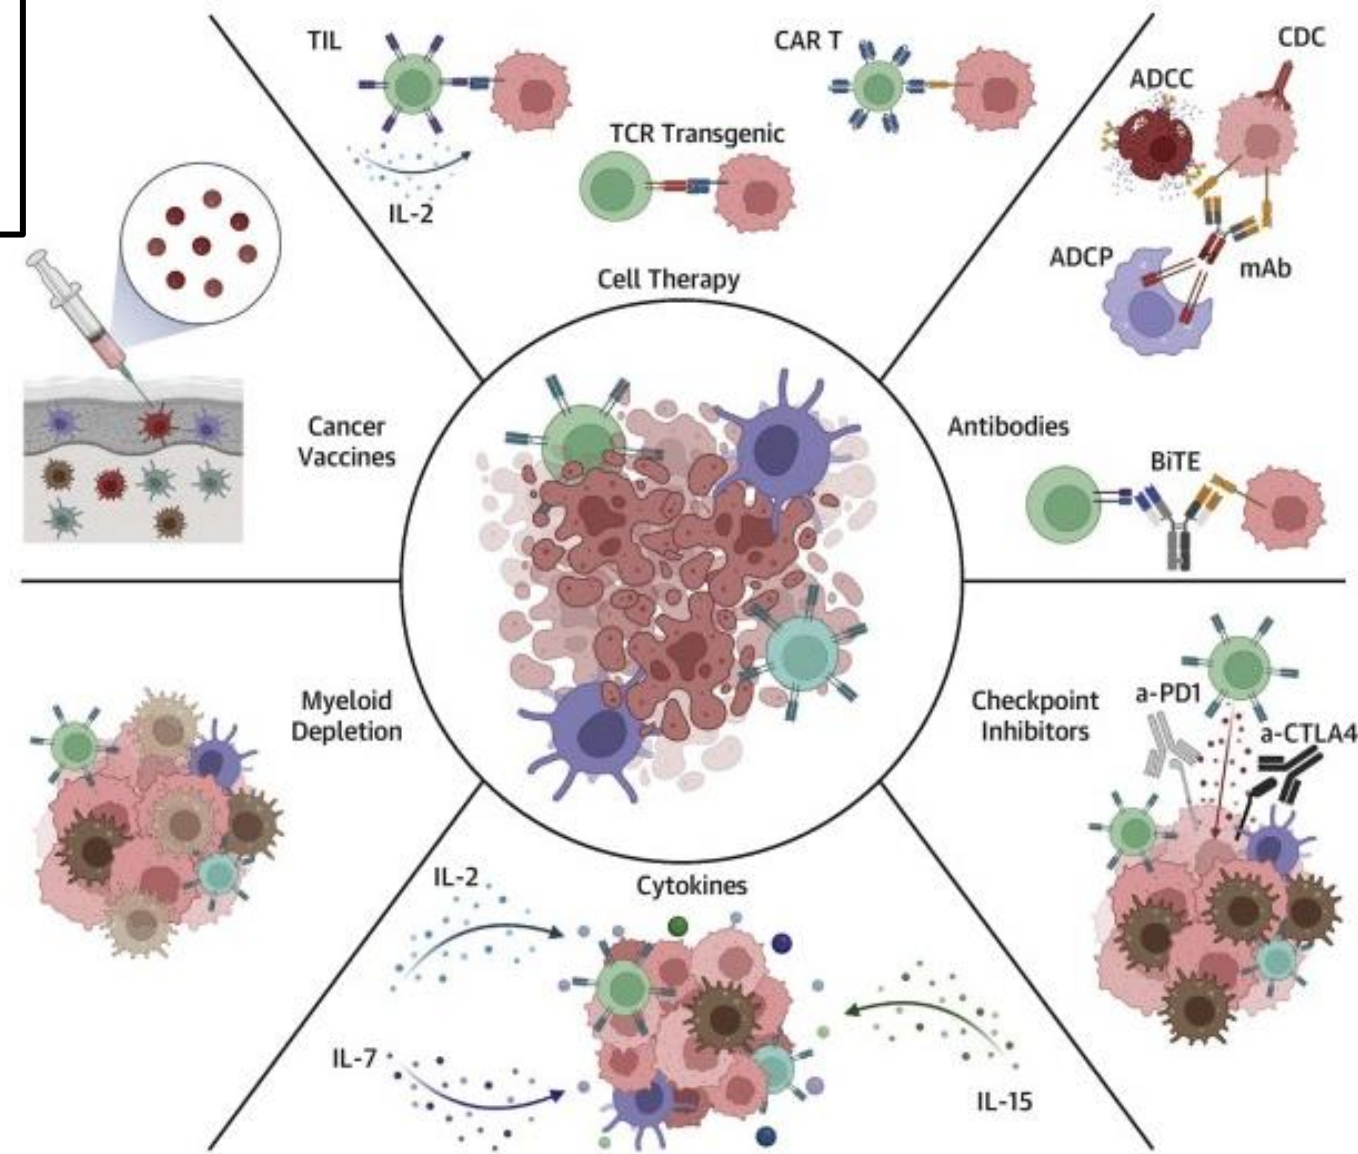 TIL
CAR T
CDC
ADCC
TCR Transgenic
IL-2
ADCP
mAb
Cell Therapy
Cancer
Vaccines
Antibodies
BiTE
Myeloid
Depletion
Checkpoint
Inhibitors
a-PD1
a-CTLA4
IL-2
Cytokines
IL-7
IL-15